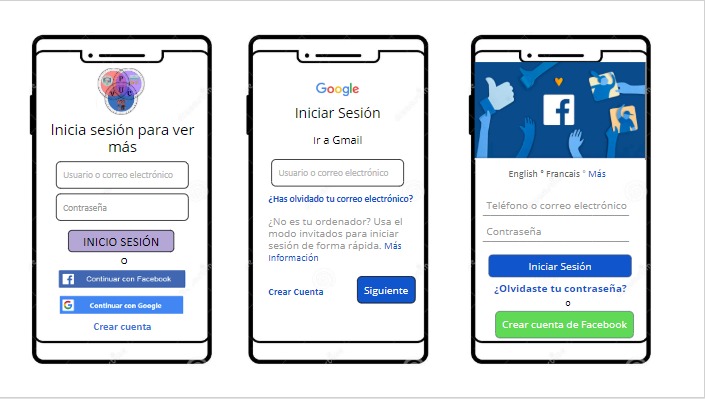 Inicia sesión para ver
más
Usuario o correo electrónico
Contraseña
INICIO SESIÓN
O
Continuar con Facebook
Continuar con Google
Crear cuenta
Google
Iniciar Sesión
Ir a Gmail
Usuario o correo electrónico
¿Has olvidado tu correo electrónico?
¿No es tu ordenador? Usa el
modo invitados para iniciar
sesión de forma rápida. Más
información
Crear Cuenta
Siguiente
English ° Francais ° Más
Teléfono o correo electrónico
Contraseña
Iniciar Sesión
¿Olvidaste tu contraseña?
o
Crear cuenta de Facebook